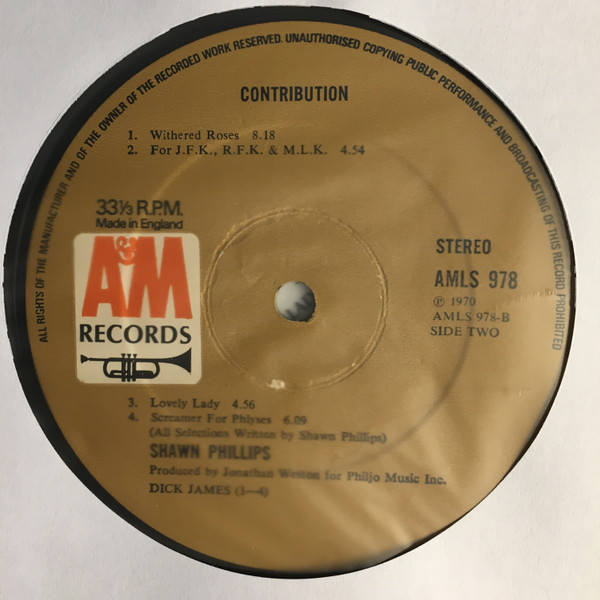 ALL RIGHTS OF THE MANUFACTURER AND OF THE OWNER OF THE RECORDED WORK RESERVED. UNAUTHORISED COPYING PUBLIC PERFORMANCE AND BROADCASTING OF THIS RECORD PROHIBITED
CONTRIBUTION
1. Withered Roses 8.18
2. For J.F.K., R.F.K. & M.L.K. 4.54
33⅓ R.P.M.
Made in England
A&M
RECORDS
STEREO
AMLS 978
Ⓟ 1970
AMLS 978-B
SIDE TWO
3. Lovely Lady 4.56
4. Screamer For Phlyses 6.09
(All Selections Written by Shawn Phillips)
SHAWN PHILLIPS
Produced by Jonathan Weston for Philjo Music Inc.
DICK JAMES (1—4)